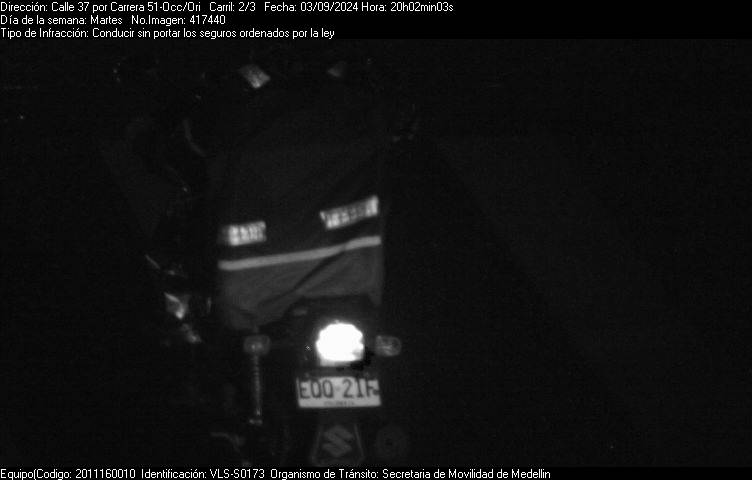 Dirección: Calle 37 por Carrera 51-Occ/Ori Carril: 2/3 Fecha: 03/09/2024 Hora: 20h02min03s
Día de la semana: Martes No.Imagen: 417440
Tipo de Infracción: Conducir sin portar los seguros ordenados por la ley
Equipo(Codigo: 2011160010 Identificación: VLS-S0173 Organismo de Tránsito: Secretaria de Movilidad de Medellin